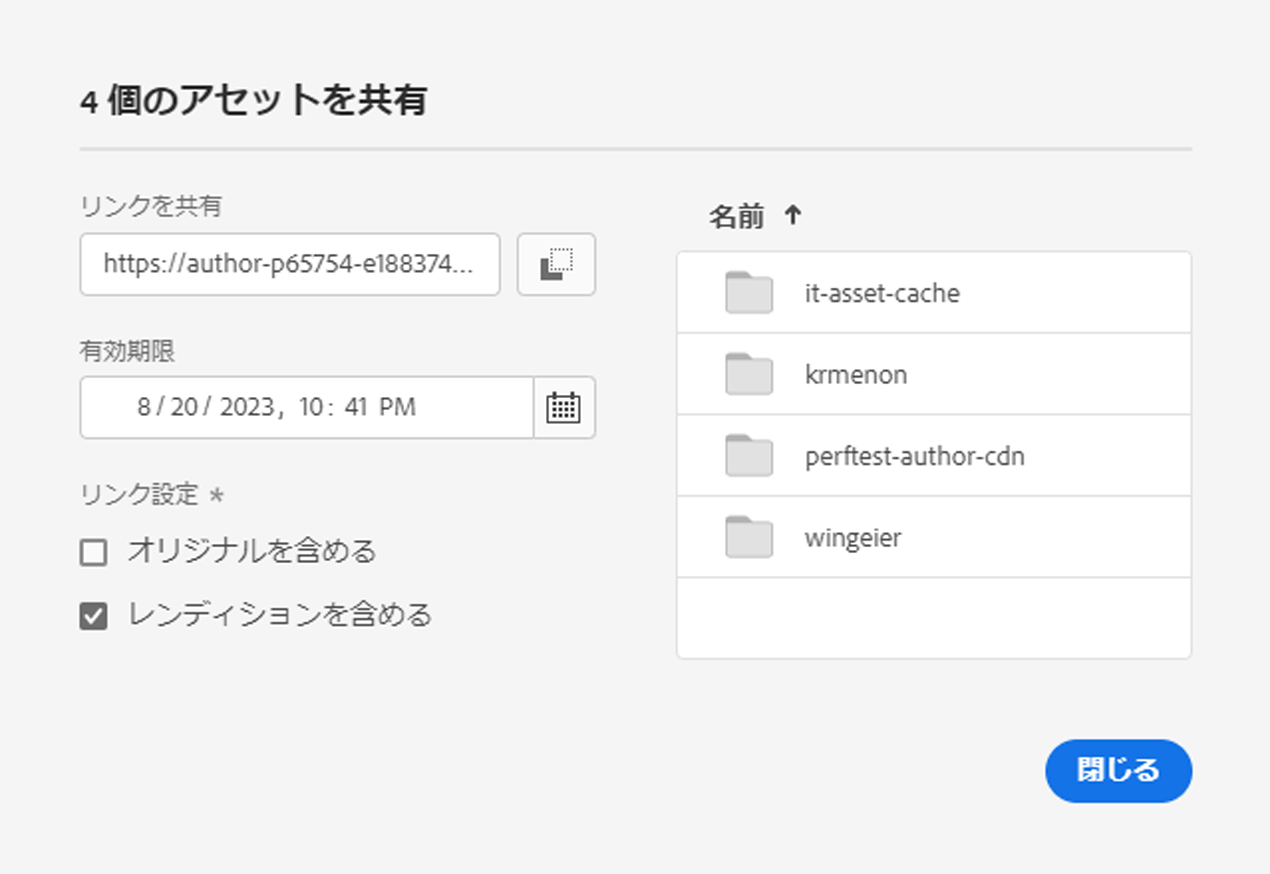 4 個のアセットを共有
リンクを共有
https://author-p65754-e188374...
有効期限
8/20/2023, 10:41 PM
リンク設定 *
オリジナルを含める
レンディションを含める
名前 ↑
it-asset-cache
krmenon
perftest-author-cdn
wingeier
閉じる